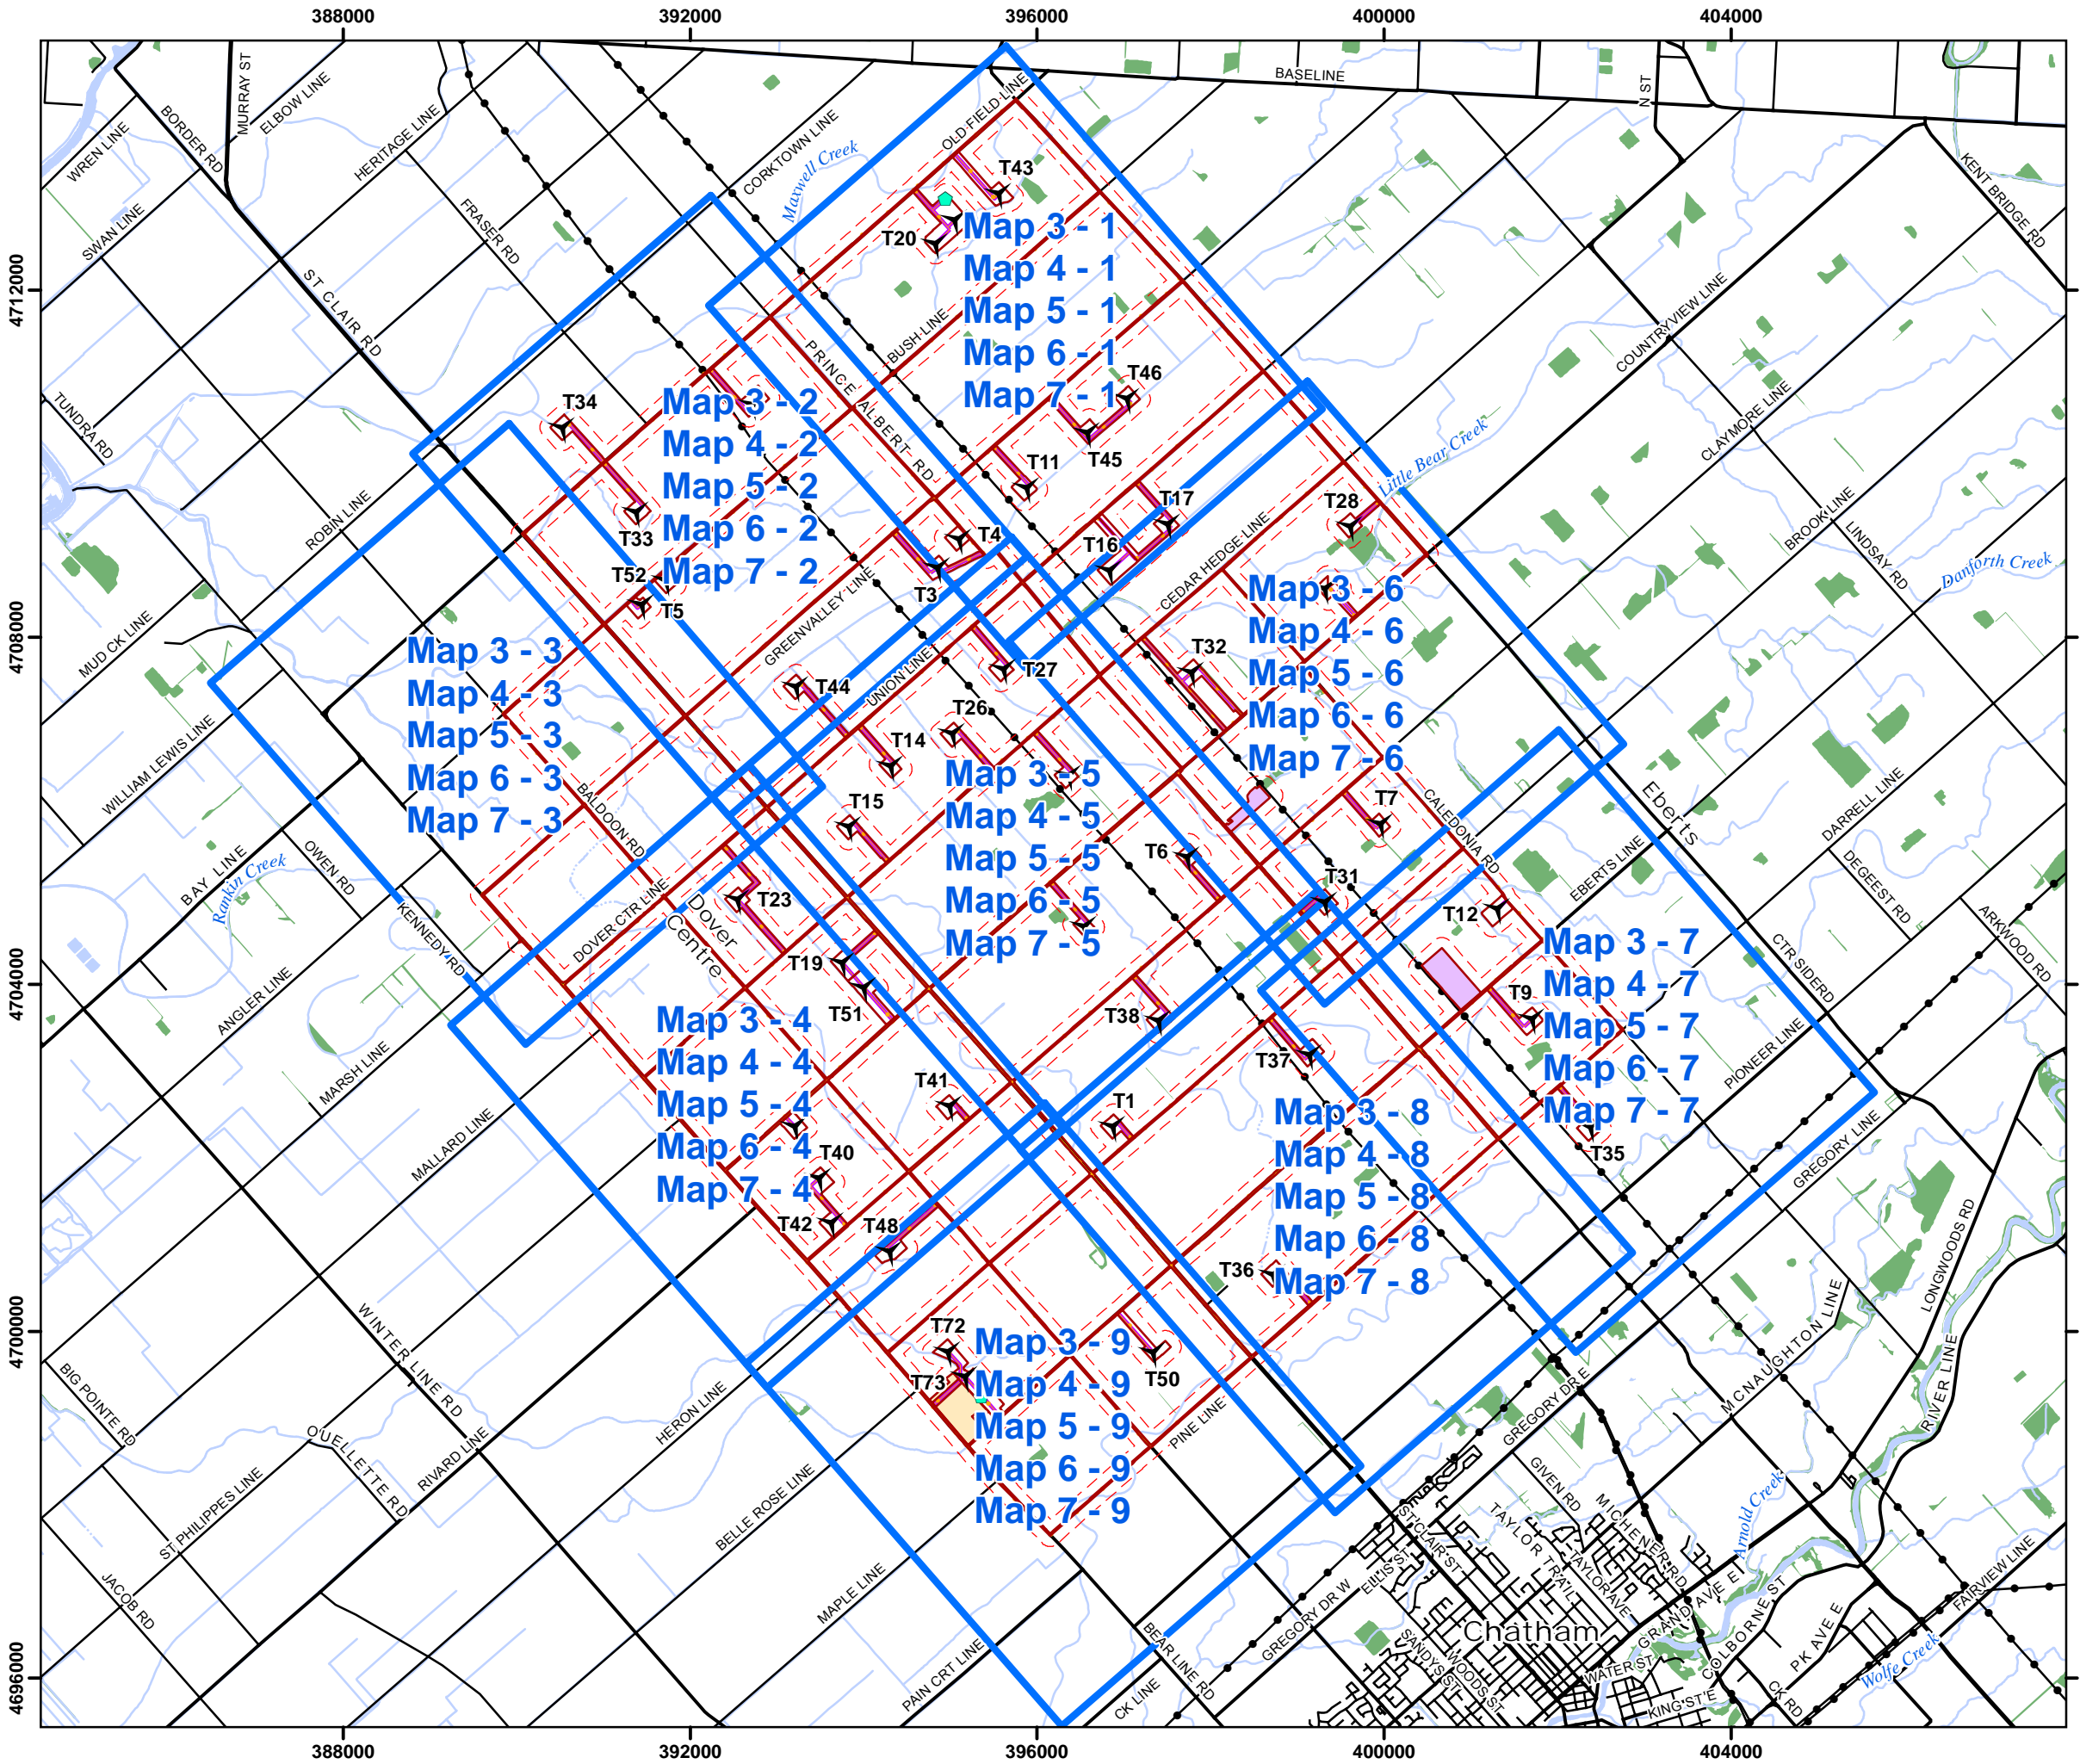 388000
392000
396000
400000
404000
4712000
4708000
4704000
4700000
4696000
4712000
BASELINE
MURRAY ST
ELBOW LINE
BORDER RD
WREN LINE
HERITAGE LINE
SWAN LINE
FRASER RD
CORKTOWN LINE
Maxwell Creek
OLD FIELD LINE
N ST
KENT BRIDGE RD
T43
T20
Map 3 - 1
Map 4 - 1
Map 5 - 1
Map 6 - 1
Map 7 - 1
ST CLAIR RD
BUSH LINE
PRINCE ALBERT RD
COUNTRYVIEW LINE
CLAYMORE LINE
TUNDRA RD
T34
T33
T46
T45
T11
Map 3 - 2
Map 4 - 2
Map 5 - 2
Map 6 - 2
Map 7 - 2
Little Bear Creek
ROBIN LINE
T17
T16
T28
T4
T3
CEDAR HEDGE LINE
BROOK LINE
LINDSAY RD
Danforth Creek
T52
T5
MUD CK LINE
GREENVALLEY LINE
UNION LINE
T27
T32
Map 3 - 6
Map 4 - 6
Map 5 - 6
Map 6 - 6
Map 7 - 6
Map 3 - 3
Map 4 - 3
Map 5 - 3
Map 6 - 3
Map 7 - 3
T44
T26
T14
T15
WILLIAM LEWIS LINE
Map 3 - 5
Map 4 - 5
Map 5 - 5
Map 6 - 5
Map 7 - 5
T7
T6
CALEDONIA RD
Eberts
DARRELL LINE
DEGEEST RD
EBERTS LINE
ARKWOOD RD
BALDOON RD
OWEN RD
BAY LINE
Rankin Creek
KENNEDY RD
DOVER CTR LINE
Dover
Centre
T23
T31
T12
T19
T51
CTR SIDERD
Map 3 - 7
Map 4 - 7
Map 5 - 7
Map 6 - 7
Map 7 - 7
T9
T38
T37
T35
ANGLER LINE
MARSH LINE
MALLARD LINE
Map 3 - 4
Map 4 - 4
Map 5 - 4
Map 6 - 4
Map 7 - 4
T41
T1
T40
T42
T48
PIONEER LINE
GREGORY LINE
Map 3 - 8
Map 4 - 8
Map 5 - 8
Map 6 - 8
Map 7 - 8
T36
WINTER LINE RD
BIG POINTE RD
OUELLETTE RD
RIVARD LINE
HERON LINE
T72
T73
T50
Map 3 - 9
Map 4 - 9
Map 5 - 9
Map 6 - 9
Map 7 - 9
PINE LINE
GREGORY DR E
MCNAUGHTON LINE
LONGWOODS RD
RIVER LINE
ST PHILIPPES LINE
BELLE ROSE LINE
JACOB RD
MAPLE LINE
PAIN CRT LINE
BEAR LINE RD
CK LINE
GREGORY DR W
ELLIS ST
ST CLAIR ST
GIVEN RD
TAYLOR TRAIL
TAYLOR AVE
MICHENER RD
Arnold Creek
GRAND AVE E
COLBORNE ST
Chatham
SANDYS ST
WOODS ST
WATER ST
KING ST E
PK AVE E
CK RD
Wolfe Creek
FAIRVIEW LINE
388000
392000
396000
400000
404000